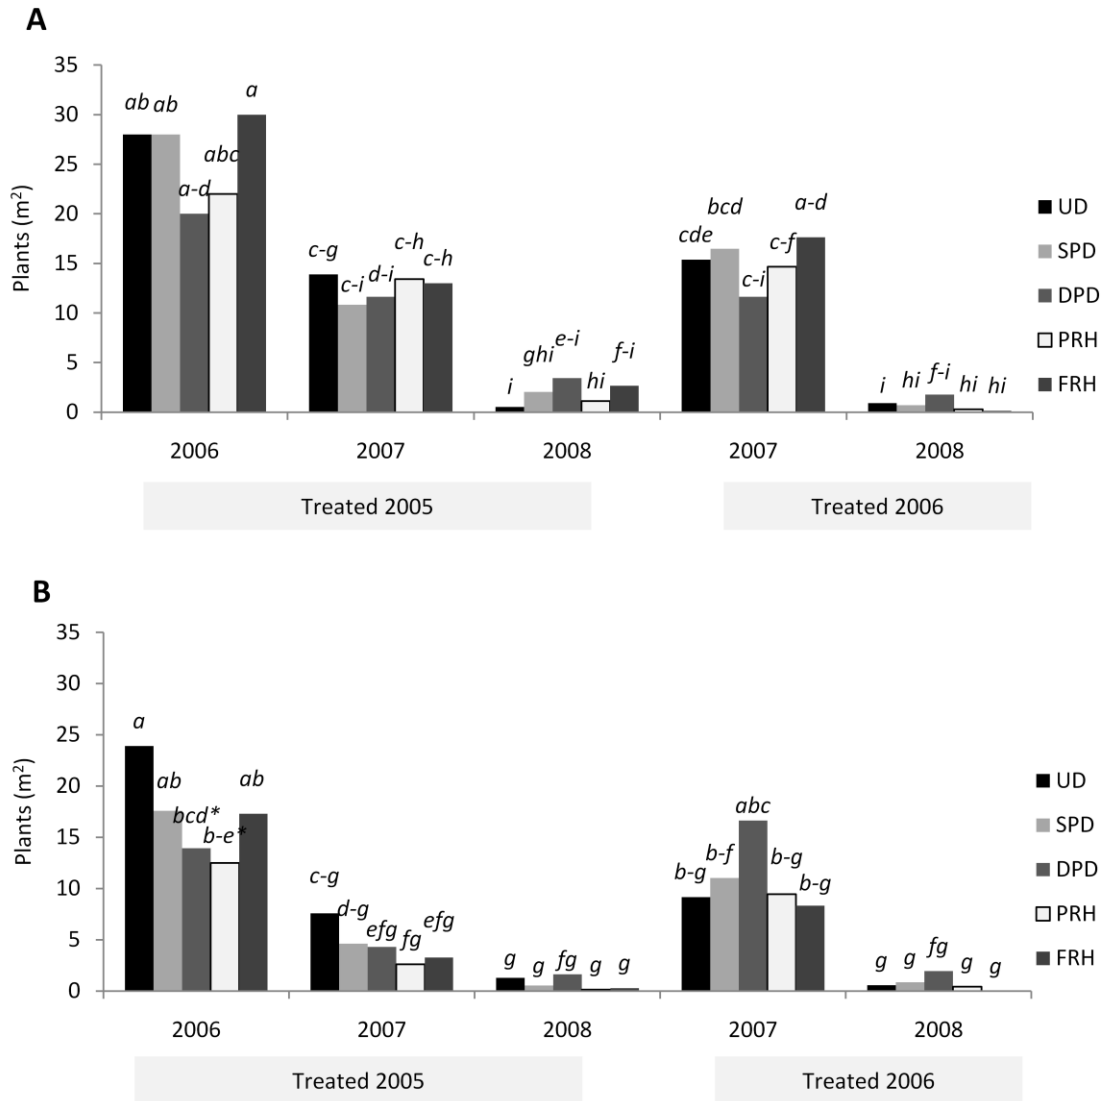 A
35
30
25
20
15
10
5
0
Plants (m²)
ab ab a-d abc a
c-g c-i d-i c-h c-h
i ghi e-i hi f-i
cde bcd c-i c-f a-d
i hi f-i hi hi
2006 2007 2008 2007 2008
Treated 2005 Treated 2006
UD
SPD
DPD
PRH
FRH
B
35
30
25
20
15
10
5
0
Plants (m²)
a ab bcd* b-e* ab
c-g d-g efg fg efg
g g fg g g
b-g b-f abc b-g b-g
g g fg g g
2006 2007 2008 2007 2008
Treated 2005 Treated 2006
UD
SPD
DPD
PRH
FRH